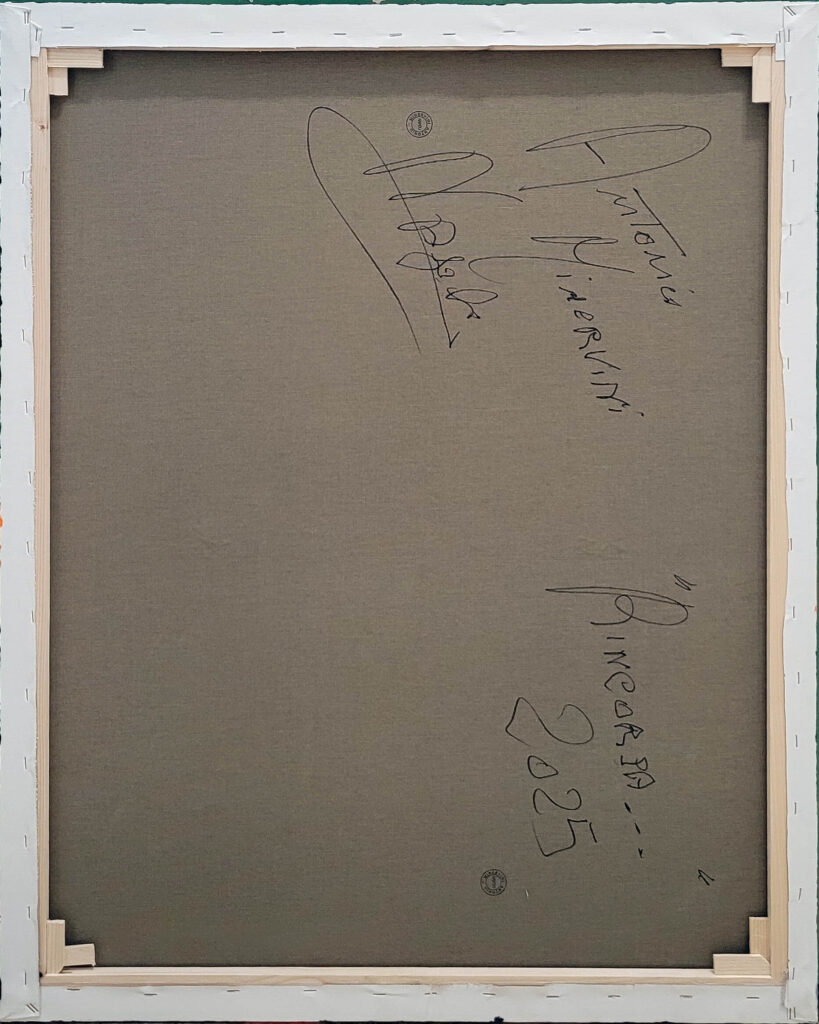 Antonio
MINERVINI
"RINCORSA..."
2025